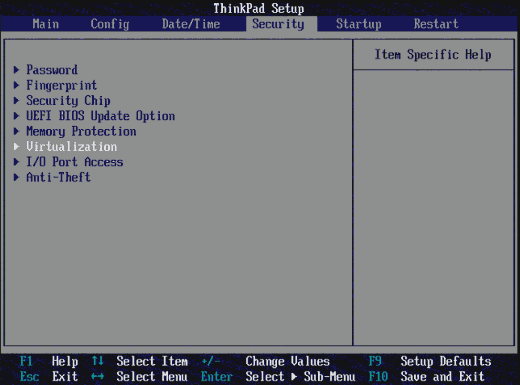 ThinkPad Setup
Main Config Date/Time Security Startup Restart
Item Specific Help
Password
Fingerprint
Security Chip
UEFI BIOS Update Option
Memory Protection
Virtualization
I/O Port Access
Anti-Theft
F1 Help ↑↓ Select Item +/- Change Values F9 Setup Defaults
Esc Exit ↔ Select Menu Enter Select ▶ Sub-Menu F10 Save and Exit